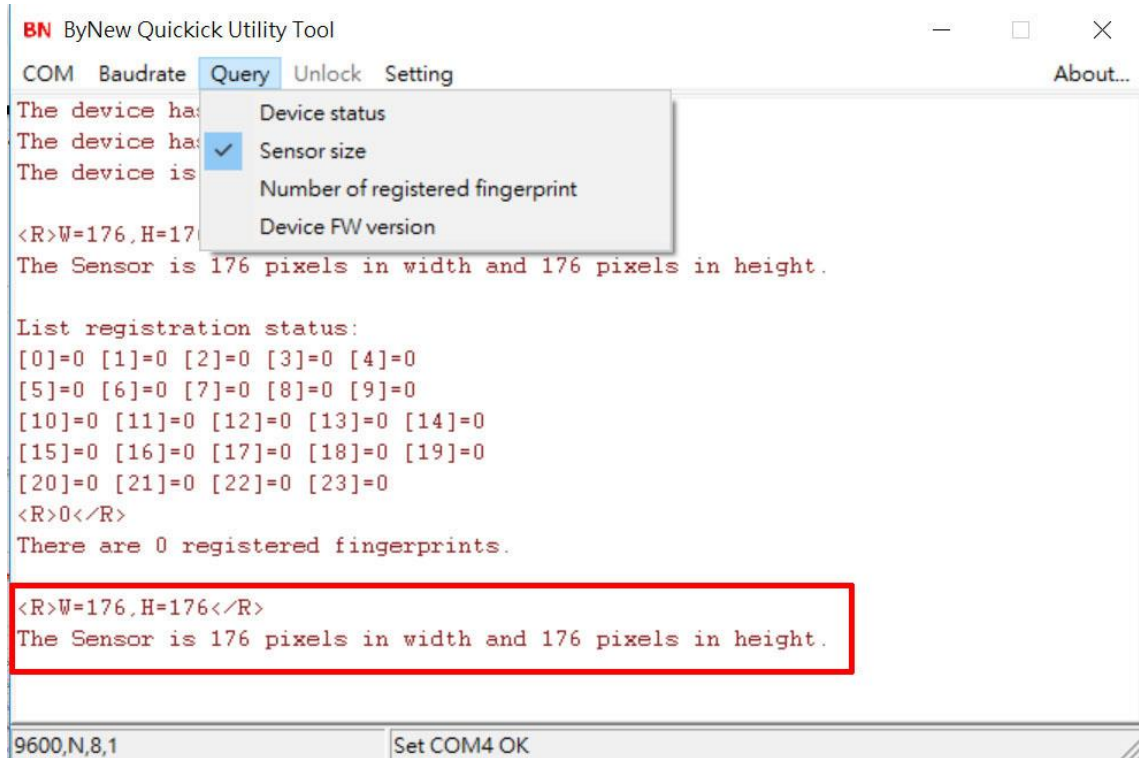 BN ByNew Quickick Utility Tool
COM Baudrate Query Unlock Setting About...
Device status
Sensor size
Number of registered fingerprint
Device FW version
The device has
The device has
The device is
<R>W=176,H=17
The Sensor is 176 pixels in width and 176 pixels in height.
List registration status:
[0]=0 [1]=0 [2]=0 [3]=0 [4]=0
[5]=0 [6]=0 [7]=0 [8]=0 [9]=0
[10]=0 [11]=0 [12]=0 [13]=0 [14]=0
[15]=0 [16]=0 [17]=0 [18]=0 [19]=0
[20]=0 [21]=0 [22]=0 [23]=0
<R>0</R>
There are 0 registered fingerprints.
<R>W=176,H=176</R>
The Sensor is 176 pixels in width and 176 pixels in height.
9600,N,8,1 Set COM4 OK